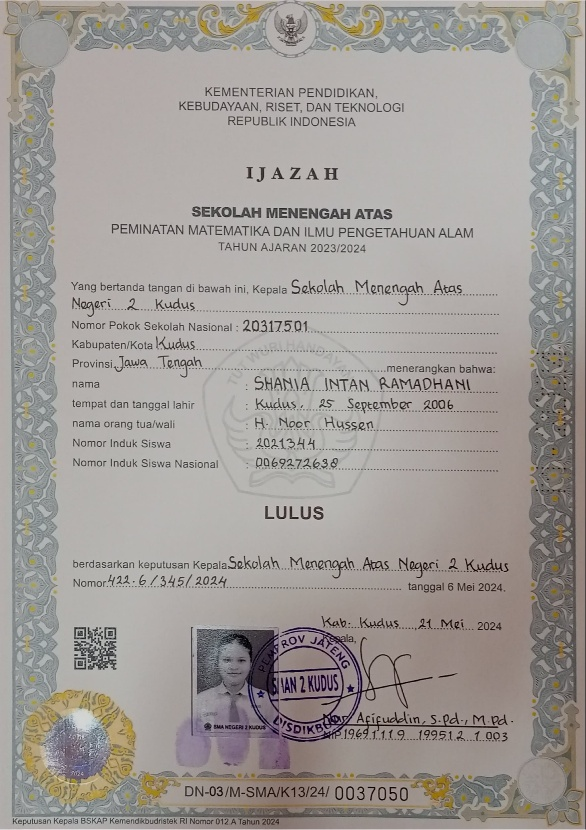 KEMENTERIAN PENDIDIKAN,
KEBUDAYAAN, RISET, DAN TEKNOLOGI
REPUBLIK INDONESIA
IJAZAH
SEKOLAH MENENGAH ATAS
PEMINATAN MATEMATIKA DAN ILMU PENGETAHUAN ALAM
TAHUN AJARAN 2023/2024
Yang bertanda tangan di bawah ini, Kepala Sekolah Menengah Atas
Negeri 2 Kudus
Nomor Pokok Sekolah Nasional : 20317501
Kabupaten/Kota Kudus
Provinsi Jawa Tengah menerangkan bahwa:
nama : SHANIA INTAN RAMADHANI
tempat dan tanggal lahir : Kudus, 25 September 2006
nama orang tua/wali : H. Noor Hussen
Nomor Induk Siswa : 2021344
Nomor Induk Siswa Nasional : 0069272638
TUT WURI HANDAYANI
LULUS
berdasarkan keputusan Kepala Sekolah Menengah Atas Negeri 2 Kudus
Nomor 422.6/345/2024 tanggal 6 Mei 2024.
Kab. Kudus, 21 Mei 2024
Kepala,
PEMPROV JATENG
2 KUDUS
DISDIKBUD
SMA NEGERI 2 KUDUS
Afifuddin, S.Pd., M.Pd.
NIP 19691119 199512 1 003
2024
DN-03/M-SMA/K13/24/ 0037050
Keputusan Kepala BSKAP Kemendikbudristek RI Nomor 012.A Tahun 2024